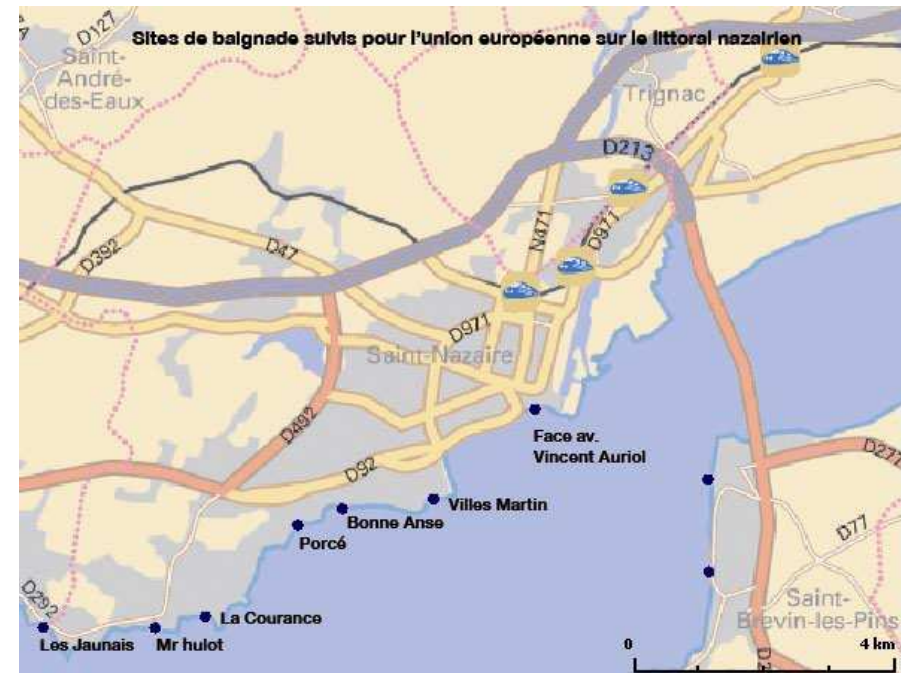 D127
Sites de baignade suivis pour l'union européenne sur le littoral nazairien
Saint-
André-
des-Eaux
Trignac
D213
N471
D971
D47
D392
D971
Saint-Nazaire
D492
Face av.
Vincent Auriol
D92
Villes Martin
Bonne Anse
Porcé
D77
D292
La Courance
Saint-
Brevin-les-Pins
Les Jaunais
Mr hulot
0
4 km